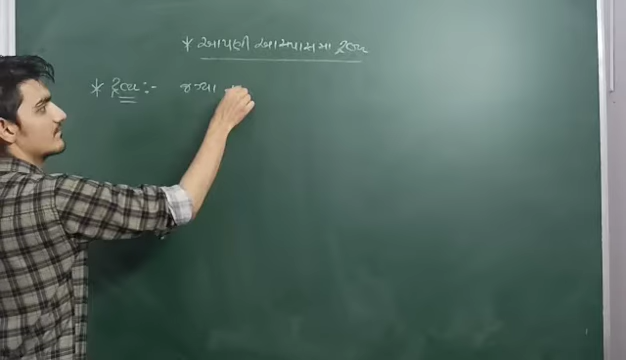 * આપણી આસપાસમા દ્રવ્ય
* દ્રવ્ય :- જગ્યા